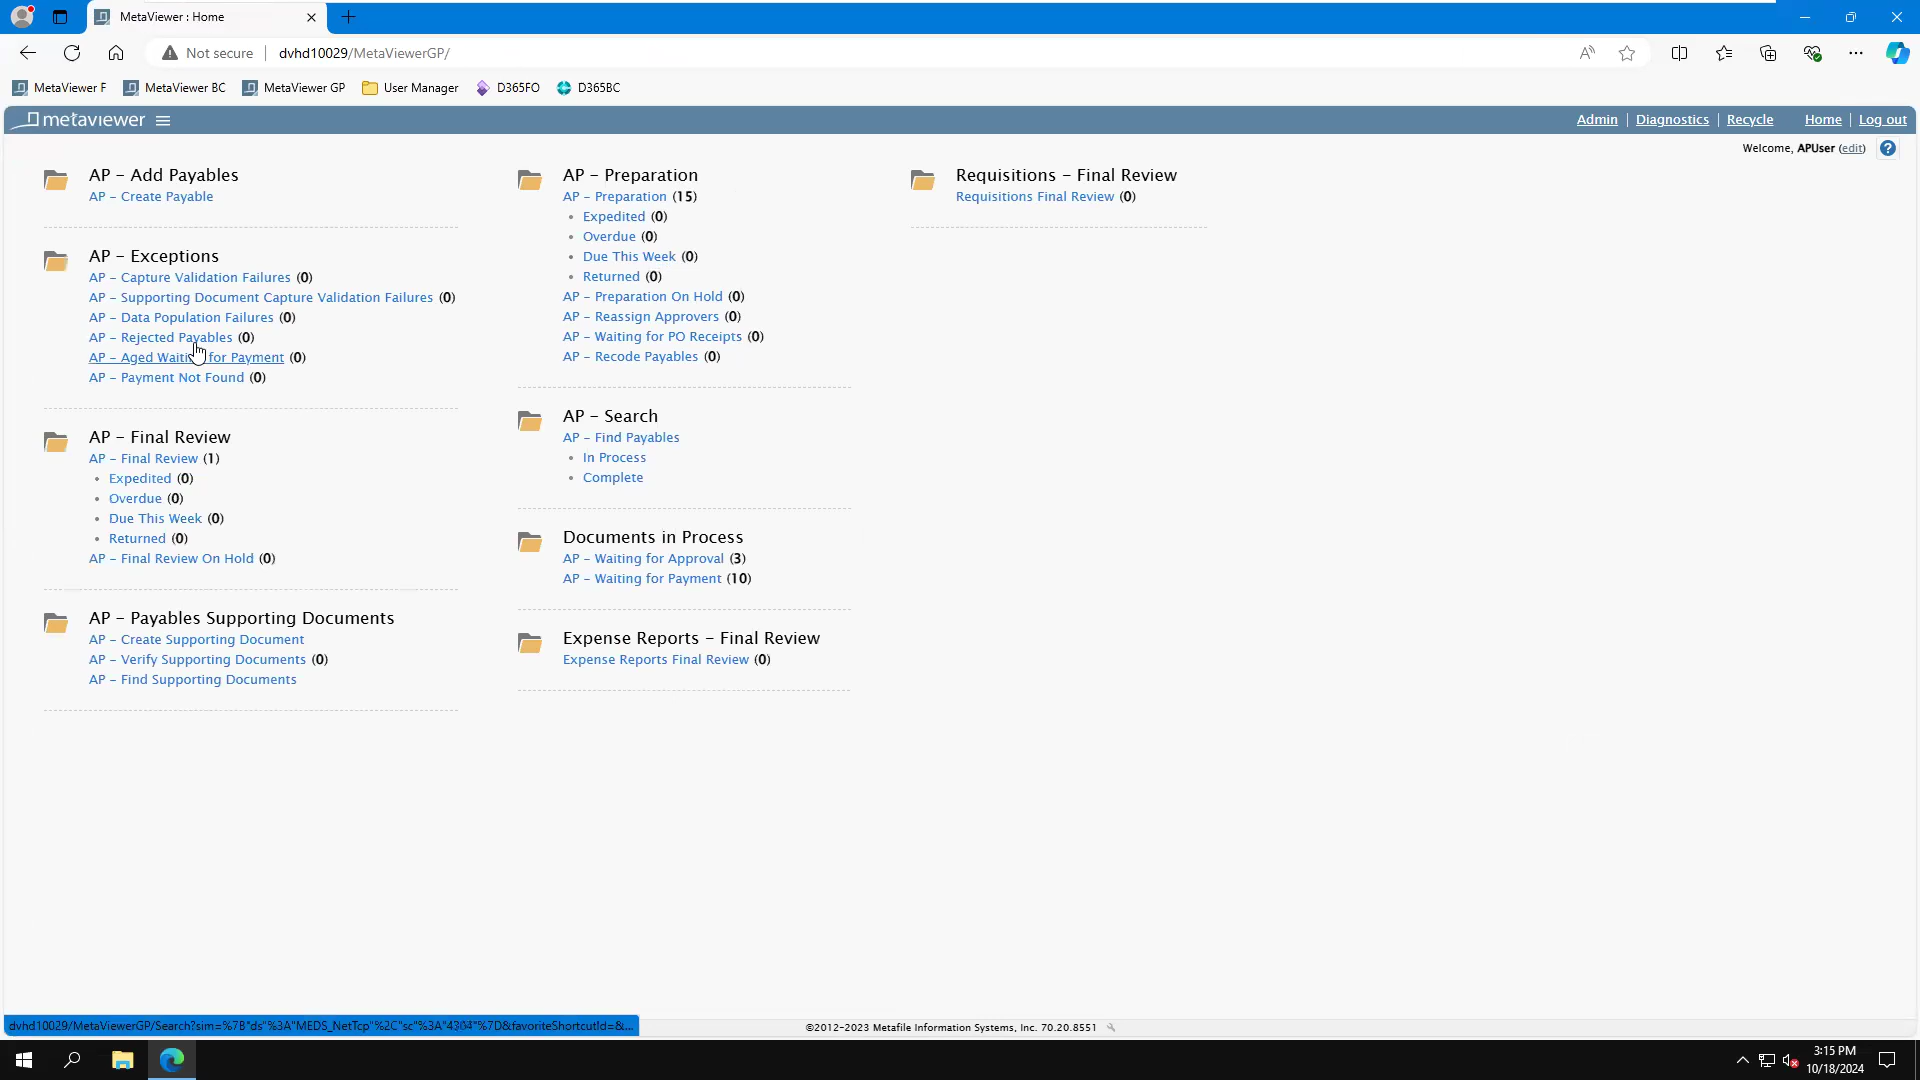 MetaViewer : Home
Not secure
dvhd10029/MetaViewerGP/
MetaViewer F
MetaViewer BC
MetaViewer GP
User Manager
D365FO
D365BC
metaviewer
Admin | Diagnostics | Recycle Home | Log out
Welcome, APUser (edit)
AP - Add Payables
AP - Create Payable
AP - Exceptions
AP - Capture Validation Failures (0)
AP - Supporting Document Capture Validation Failures (0)
AP - Data Population Failures (0)
AP - Rejected Payables (0)
AP - Aged Waiting for Payment (0)
AP - Payment Not Found (0)
AP - Final Review
AP - Final Review (1)
• Expedited (0)
• Overdue (0)
• Due This Week (0)
• Returned (0)
AP - Final Review On Hold (0)
AP - Payables Supporting Documents
AP - Create Supporting Document
AP - Verify Supporting Documents (0)
AP - Find Supporting Documents
AP - Preparation
AP - Preparation (15)
• Expedited (0)
• Overdue (0)
• Due This Week (0)
• Returned (0)
AP - Preparation On Hold (0)
AP - Reassign Approvers (0)
AP - Waiting for PO Receipts (0)
AP - Recode Payables (0)
AP - Search
AP - Find Payables
• In Process
• Complete
Documents in Process
AP - Waiting for Approval (3)
AP - Waiting for Payment (10)
Expense Reports - Final Review
Expense Reports Final Review (0)
Requisitions - Final Review
Requisitions Final Review (0)
©2012-2023 Metafile Information Systems, Inc. 70.20.8551
3:15 PM
10/18/2024